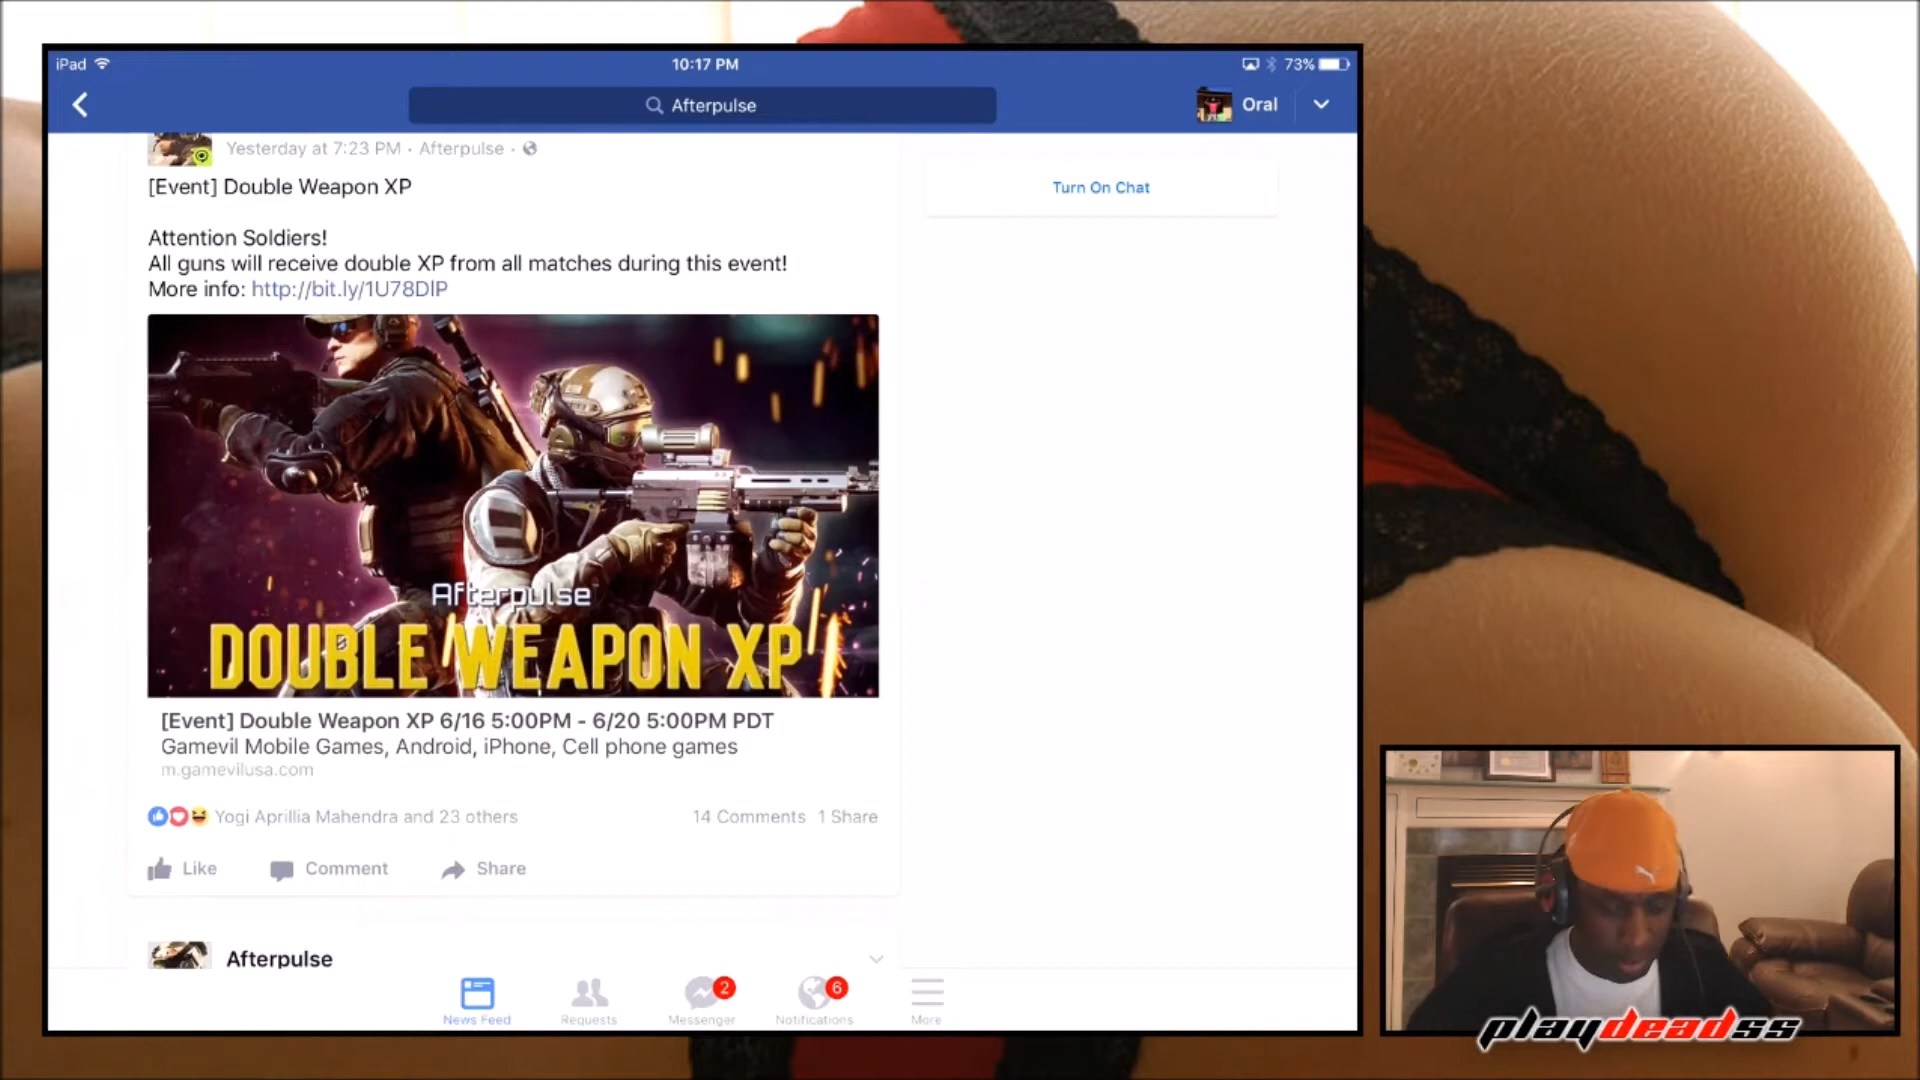 iPad
10:17 PM
73%
Afterpulse
Oral
Yesterday at 7:23 PM · Afterpulse ·
[Event] Double Weapon XP
Turn On Chat
Attention Soldiers!
All guns will receive double XP from all matches during this event!
More info: http://bit.ly/1U78DlP
Afterpulse
DOUBLE WEAPON XP
[Event] Double Weapon XP 6/16 5:00PM - 6/20 5:00PM PDT
Gamevil Mobile Games, Android, iPhone, Cell phone games
m.gamevilusa.com
Yogi Aprillia Mahendra and 23 others
14 Comments 1 Share
Like Comment Share
Afterpulse
2
6
News Feed Requests Messenger Notifications More
playdeadss